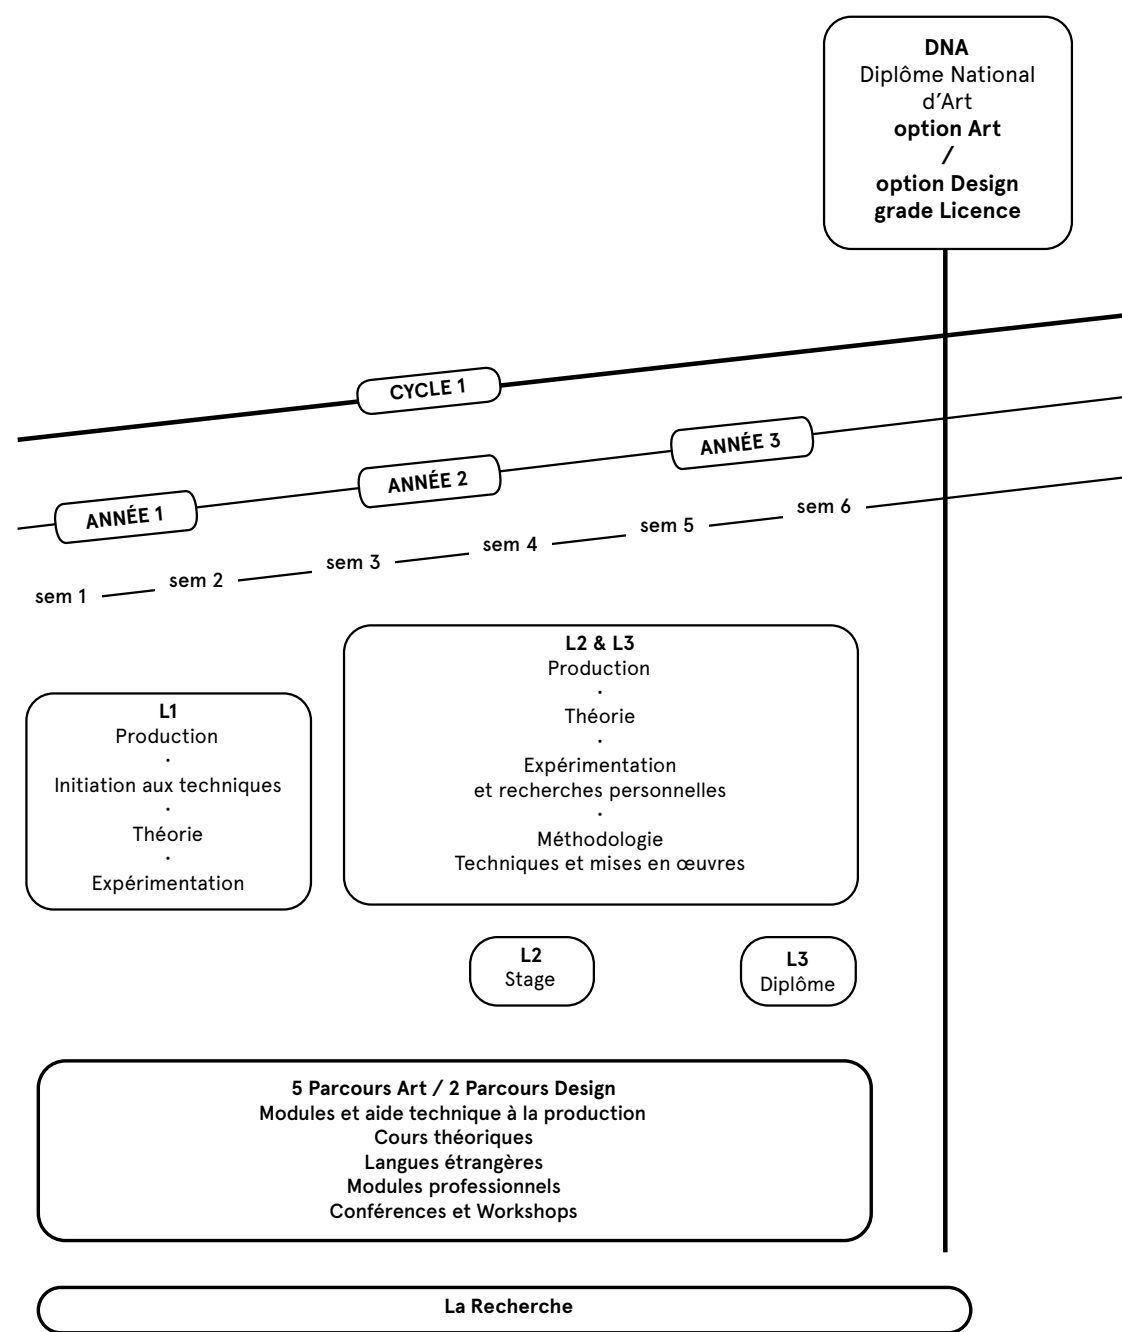 DNA
Diplôme National
d’Art
option Art
/
option Design
grade Licence
CYCLE 1
ANNÉE 1
ANNÉE 2
ANNÉE 3
sem 1
sem 2
sem 3
sem 4
sem 5
sem 6
L1
Production
·
Initiation aux techniques
·
Théorie
·
Expérimentation
L2 & L3
Production
·
Théorie
·
Expérimentation
et recherches personnelles
·
Méthodologie
Techniques et mises en œuvres
L2
Stage
L3
Diplôme
5 Parcours Art / 2 Parcours Design
Modules et aide technique à la production
Cours théoriques
Langues étrangères
Modules professionnels
Conférences et Workshops
La Recherche